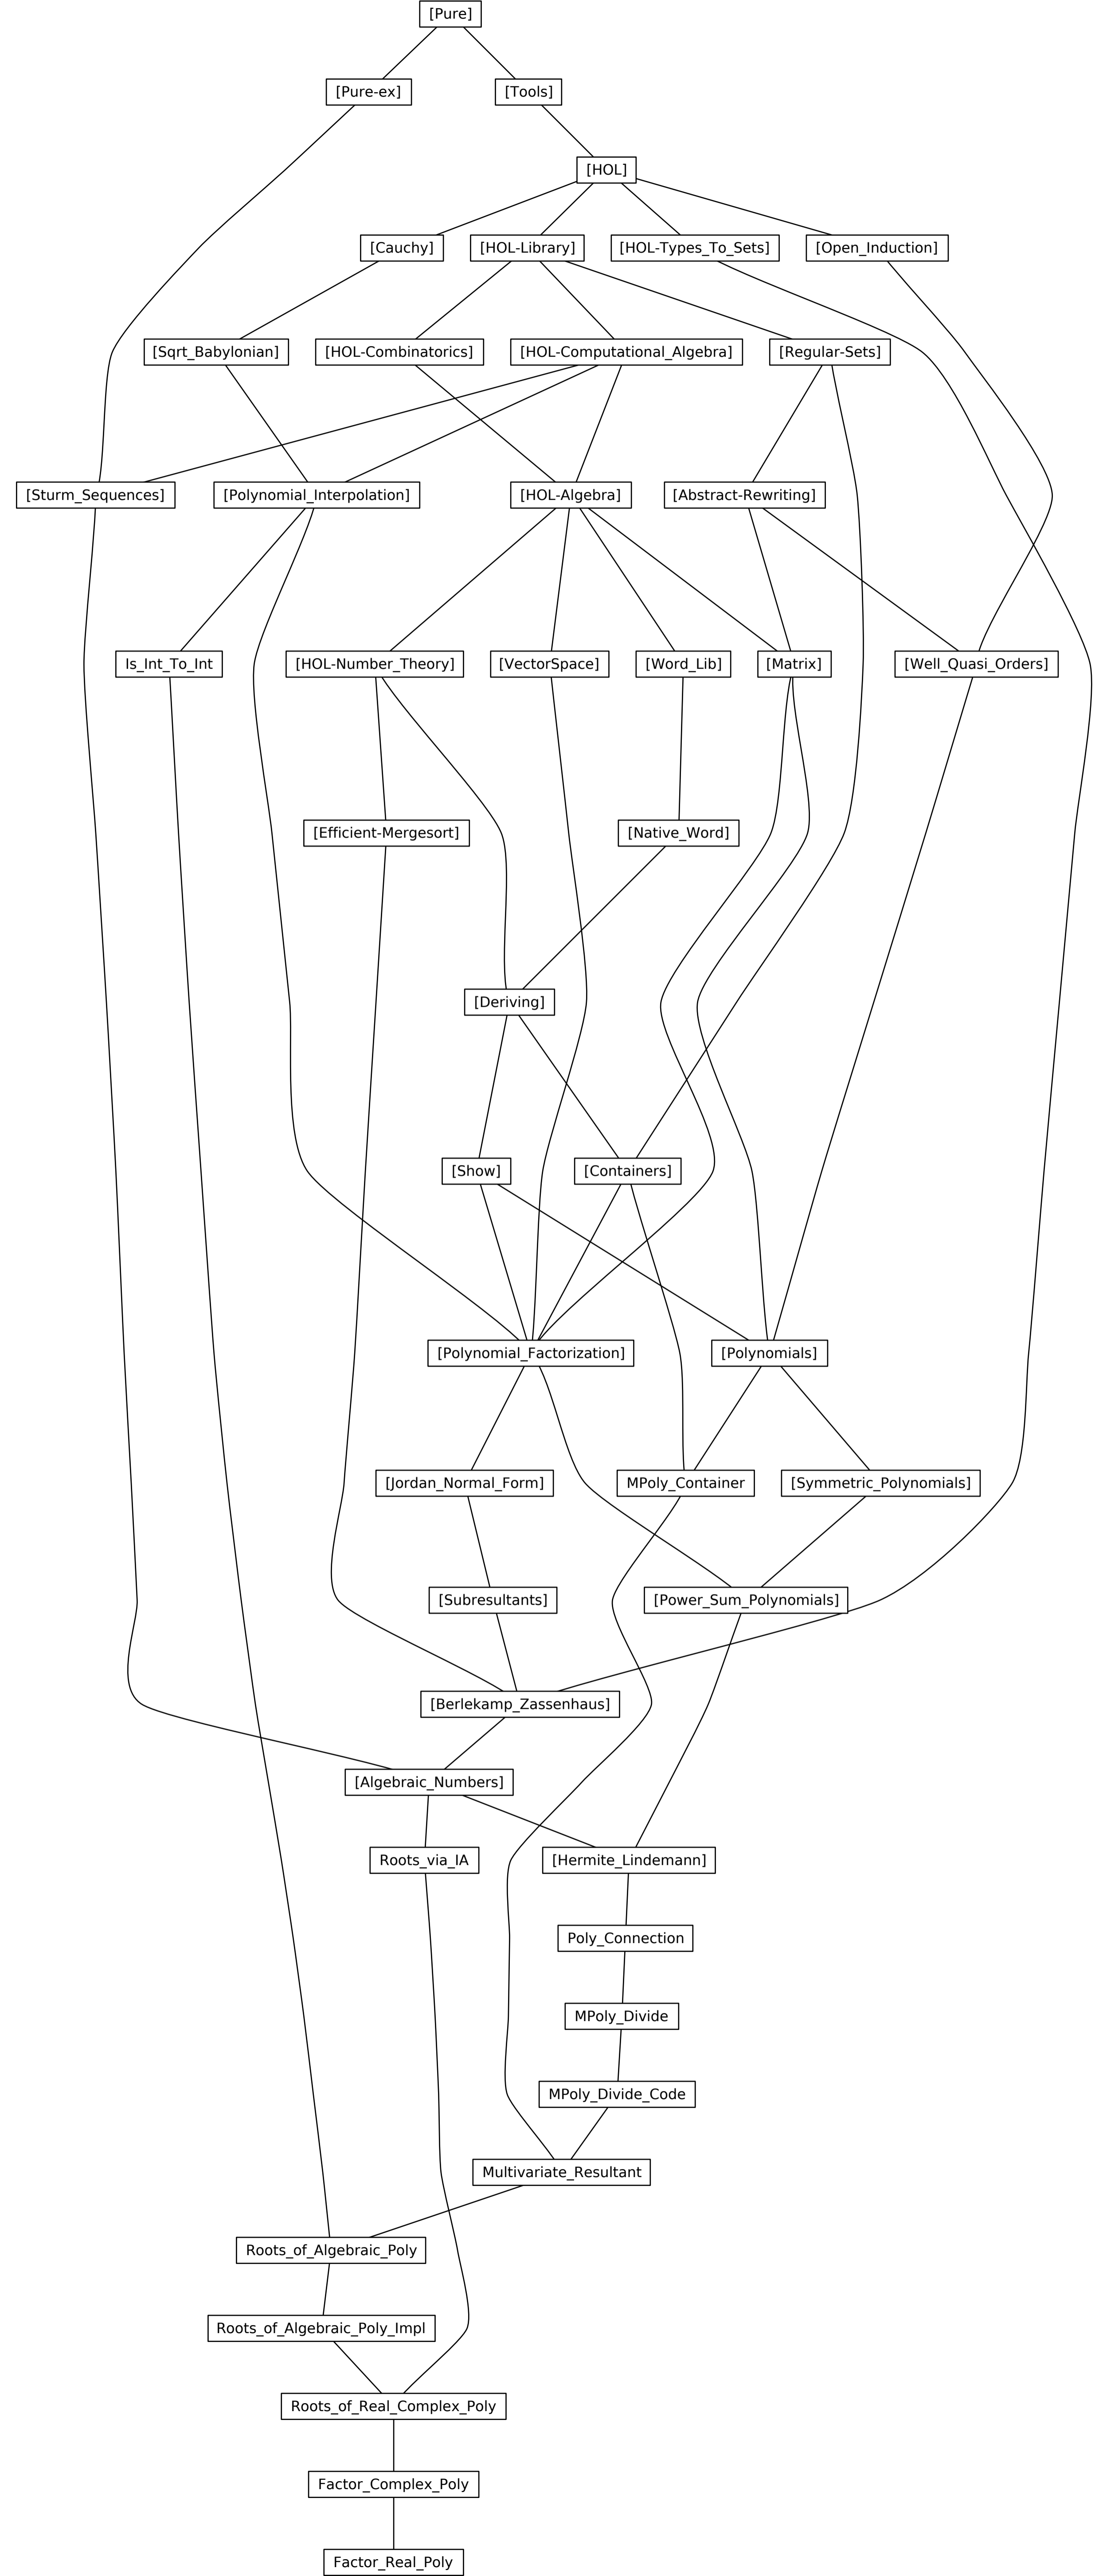 [Pure]
[Pure-ex]
[Tools]
[HOL]
[Cauchy]
[HOL-Library]
[HOL-Types_To_Sets]
[Open_Induction]
[Sqrt_Babylonian]
[HOL-Combinatorics]
[HOL-Computational_Algebra]
[Regular-Sets]
[Sturm_Sequences]
[Polynomial_Interpolation]
[HOL-Algebra]
[Abstract-Rewriting]
Is_Int_To_Int
[HOL-Number_Theory]
[VectorSpace]
[Word_Lib]
[Matrix]
[Well_Quasi_Orders]
[Efficient-Mergesort]
[Native_Word]
[Deriving]
[Show]
[Containers]
[Polynomial_Factorization]
[Polynomials]
[Jordan_Normal_Form]
MPoly_Container
[Symmetric_Polynomials]
[Subresultants]
[Power_Sum_Polynomials]
[Berlekamp_Zassenhaus]
[Algebraic_Numbers]
Roots_via_IA
[Hermite_Lindemann]
Poly_Connection
MPoly_Divide
MPoly_Divide_Code
Multivariate_Resultant
Roots_of_Algebraic_Poly
Roots_of_Algebraic_Poly_Impl
Roots_of_Real_Complex_Poly
Factor_Complex_Poly
Factor_Real_Poly